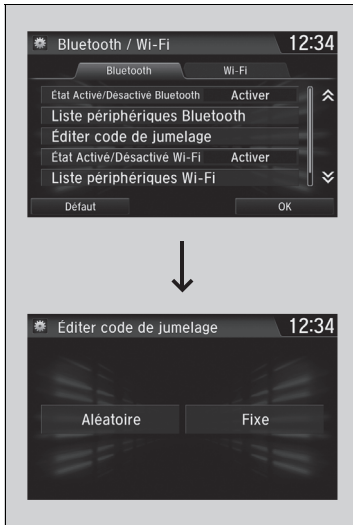 Bluetooth / Wi-Fi 12:34
Bluetooth Wi-Fi
État Activé/Désactivé Bluetooth Activer
Liste périphériques Bluetooth
Éditer code de jumelage
État Activé/Désactivé Wi-Fi Activer
Liste périphériques Wi-Fi
Défaut OK
Éditer code de jumelage 12:34
Aléatoire Fixe